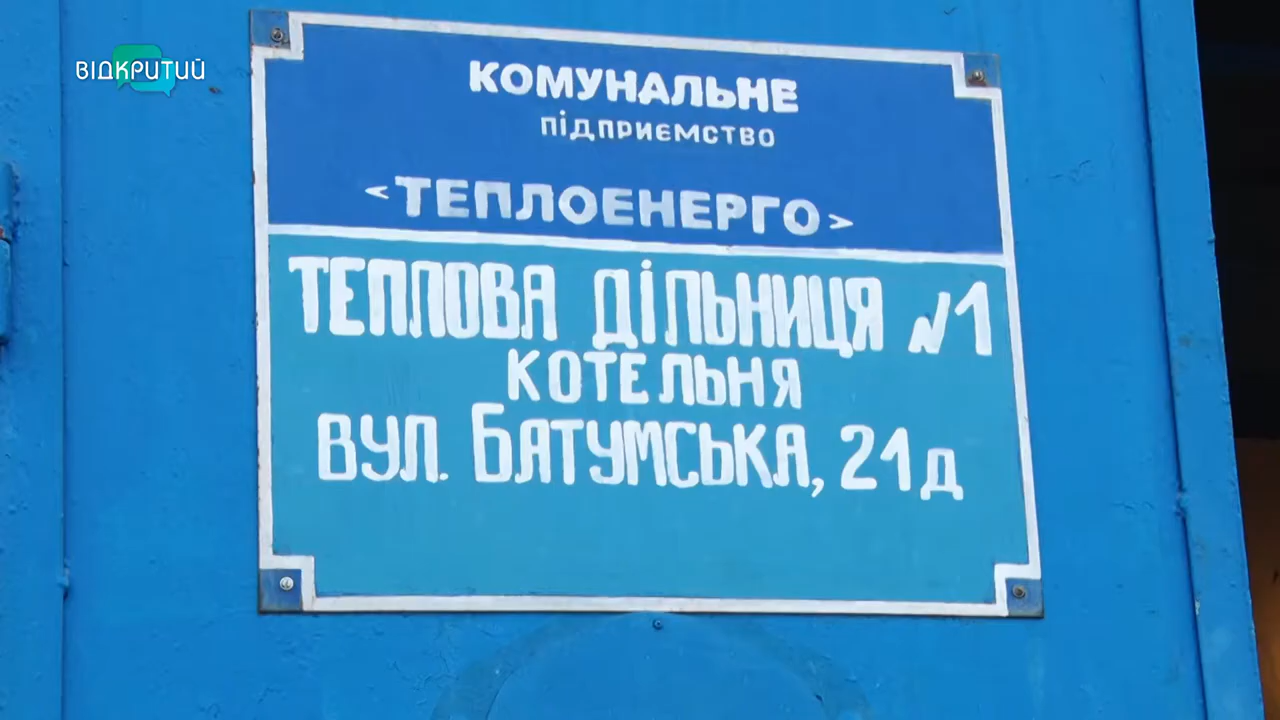 ВІДКРИТИЙ
КОМУНАЛЬНЕ
ПІДПРИЄМСТВО
<ТЕПЛОЕНЕРГО>
ТЕПЛОВА ДІЛЬНИЦЯ №1
КОТЕЛЬНЯ
ВУЛ. БАТУМСЬКА, 21д